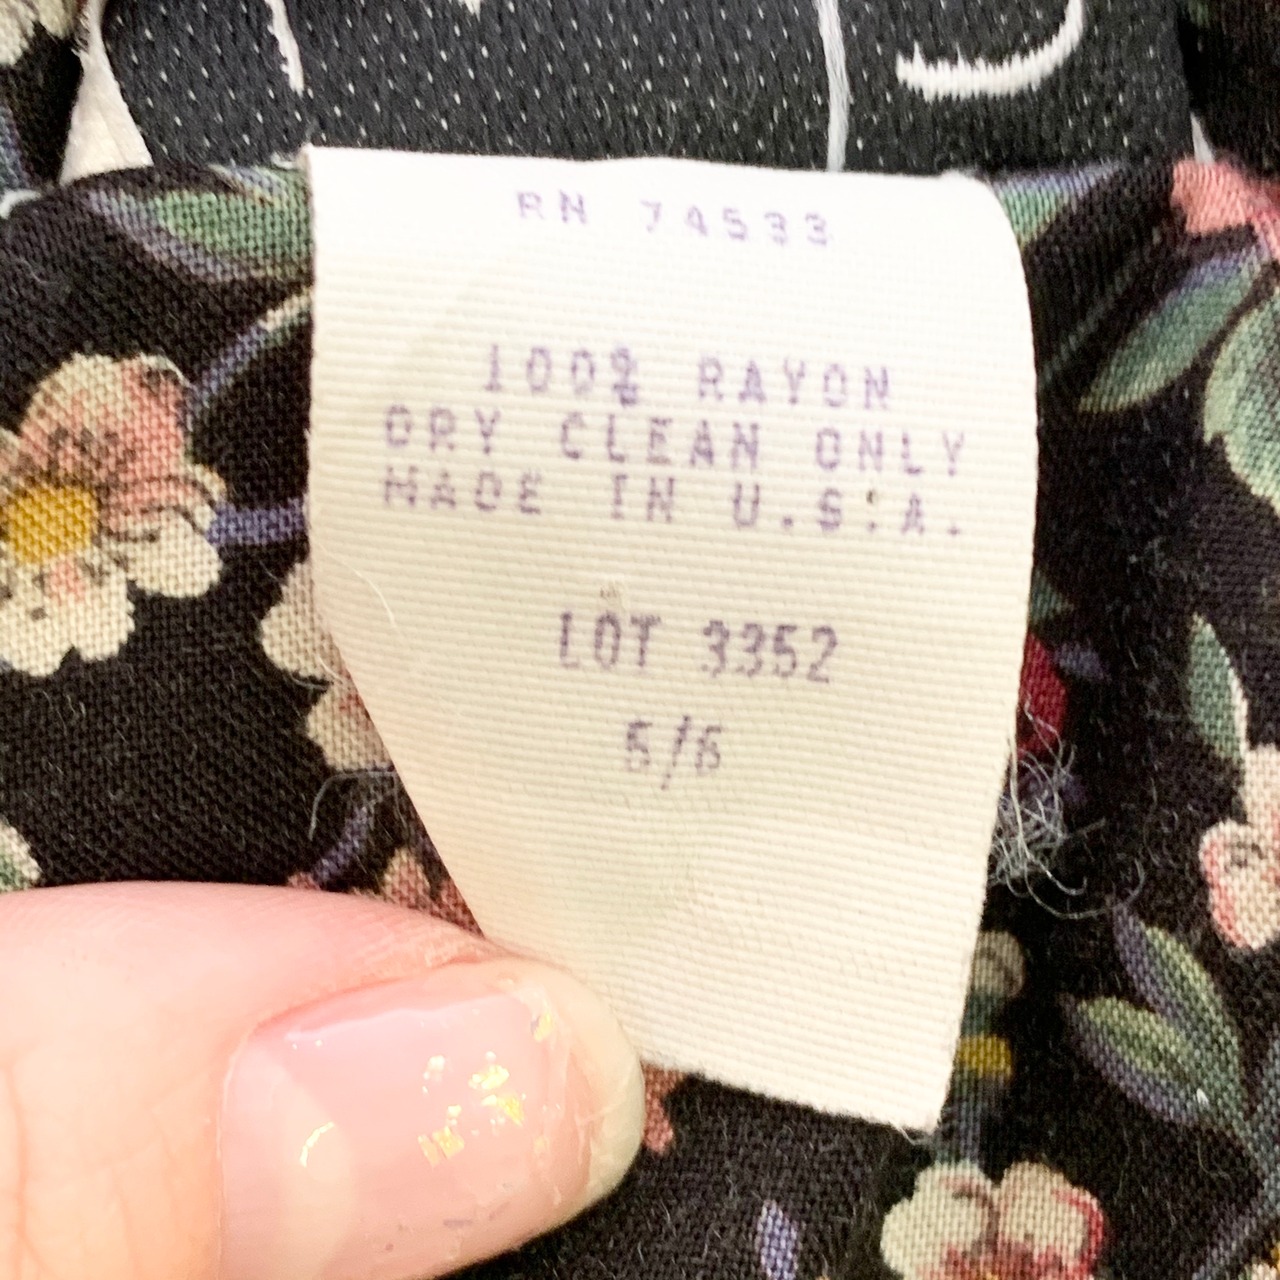 RN 74533
100% RAYON
DRY CLEAN ONLY
MADE IN U.S.A.
LOT 3352
5/6